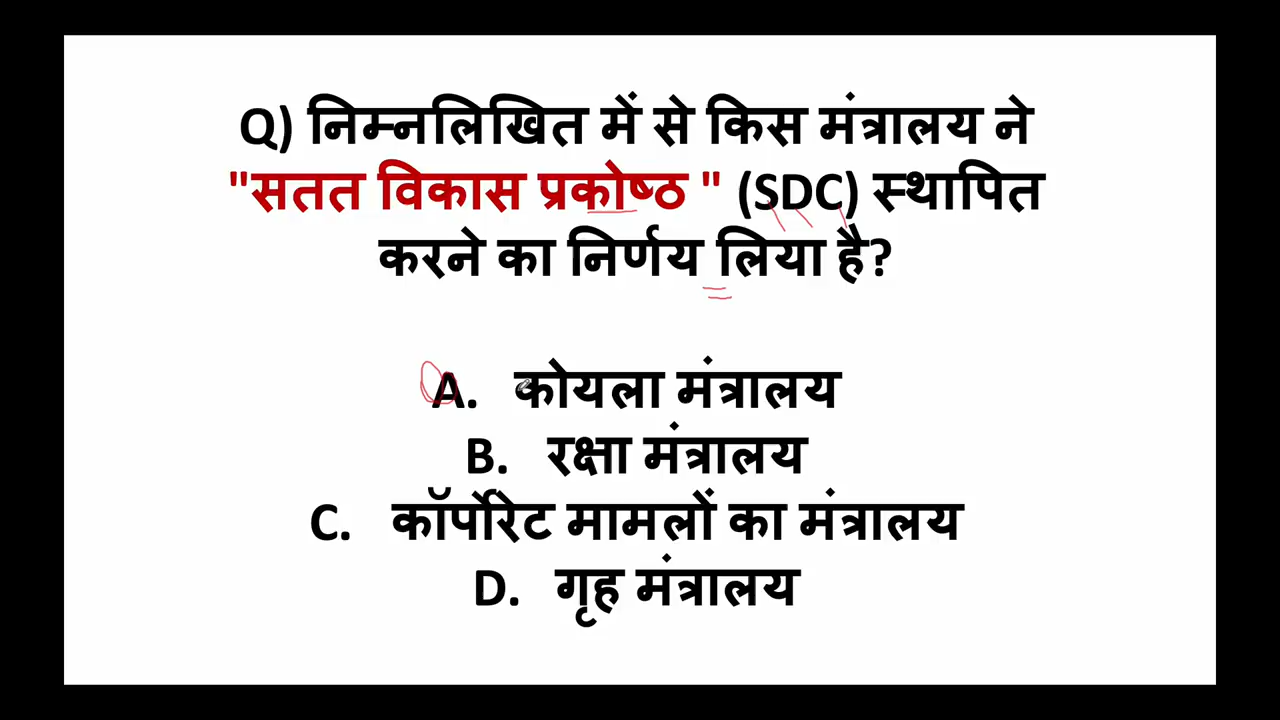 Q) निम्नलिखित में से किस मंत्रालय ने
"सतत विकास प्रकोष्ठ " (SDC) स्थापित
करने का निर्णय लिया है?
A. कोयला मंत्रालय
B. रक्षा मंत्रालय
C. कॉर्पोरेट मामलों का मंत्रालय
D. गृह मंत्रालय